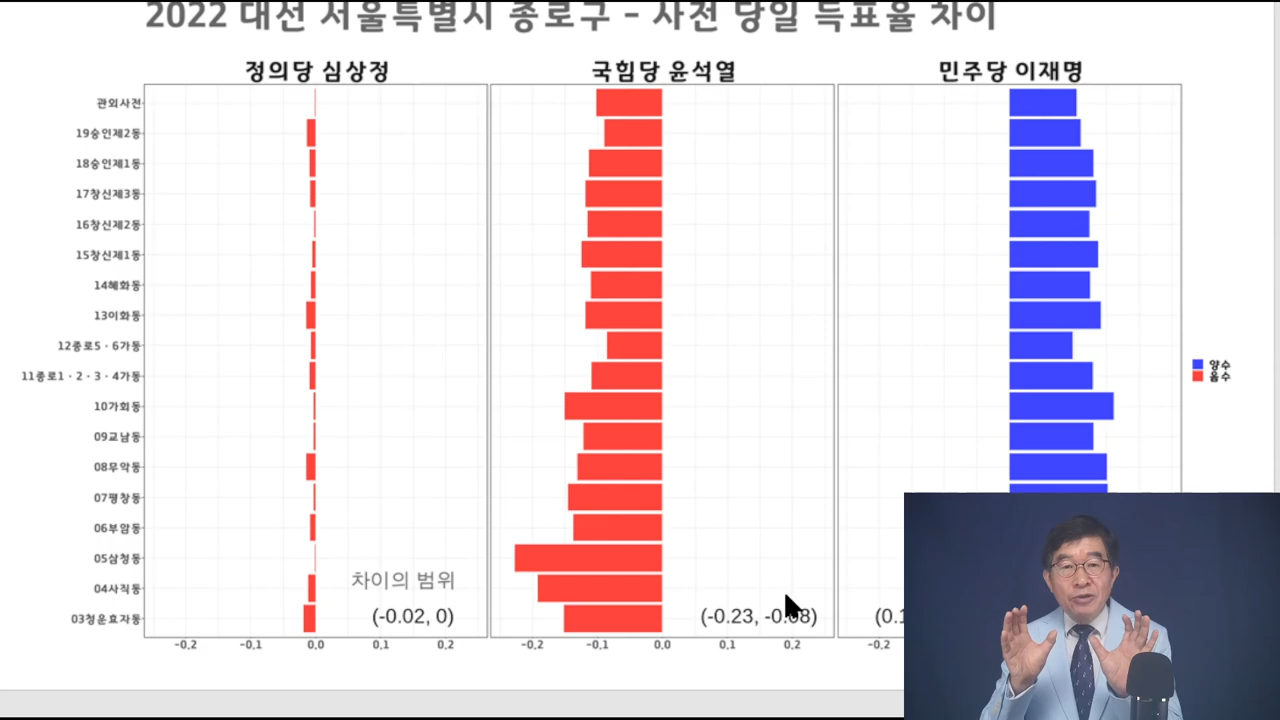 2022 대선 서울특별시 종로구 - 사전 당일 득표율 차이
정의당 심상정 국힘당 윤석열 민주당 이재명
관외사전
19숭인제2동
18숭인제1동
17창신제3동
16창신제2동
15창신제1동
14혜화동
13이화동
12종로5·6가동
11종로1·2·3·4가동
10가회동
09교남동
08무악동
07평창동
06부암동
05삼청동
04사직동
03청운효자동
양수
음수
차이의 범위
(-0.02, 0) (-0.23, -0.08) (0.1
-0.2 -0.1 0.0 0.1 0.2 -0.2 -0.1 0.0 0.1 0.2 -0.2